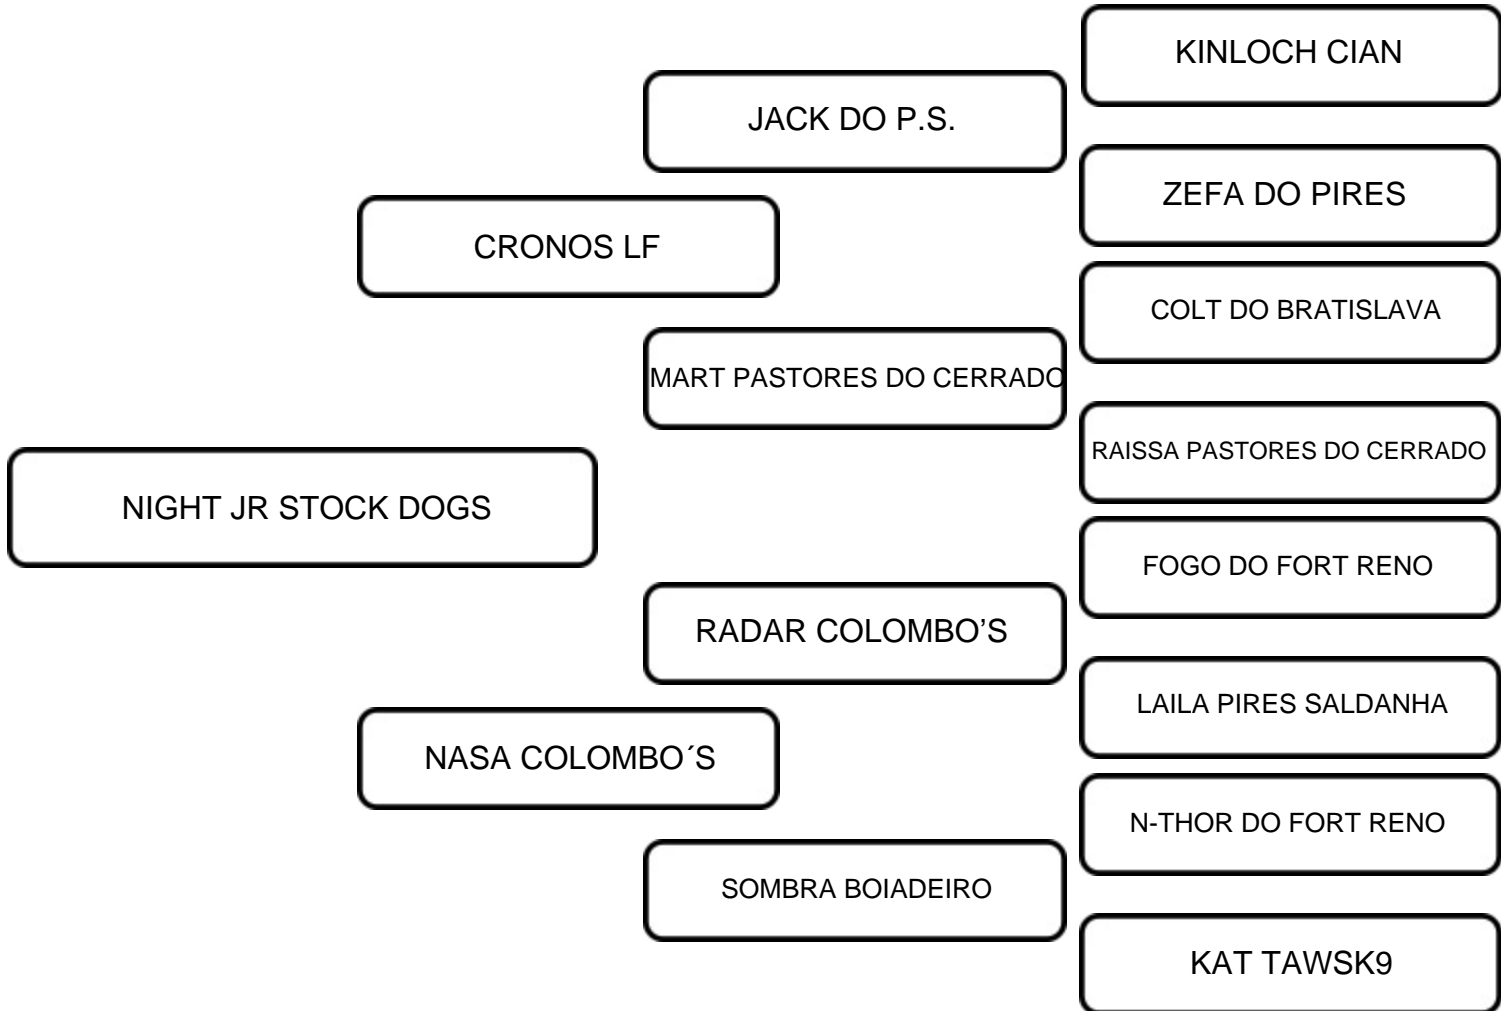 KINLOCH CIAN
JACK DO P.S.
ZEFA DO PIRES
CRONOS LF
COLT DO BRATISLAVA
MART PASTORES DO CERRADO
RAISSA PASTORES DO CERRADO
NIGHT JR STOCK DOGS
FOGO DO FORT RENO
RADAR COLOMBO’S
LAILA PIRES SALDANHA
NASA COLOMBO´S
N-THOR DO FORT RENO
SOMBRA BOIADEIRO
KAT TAWSK9